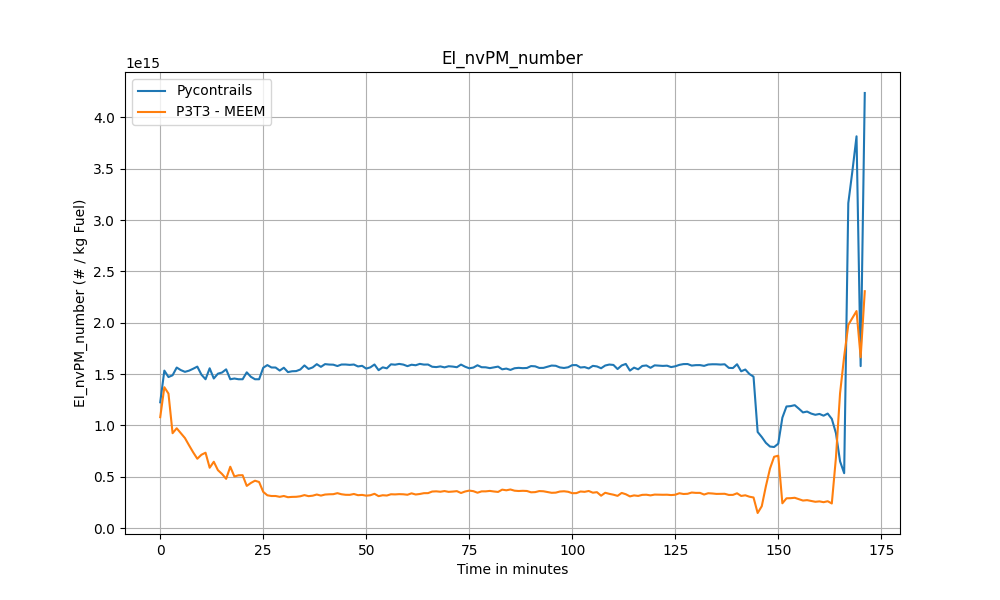 EI_nvPM_number
1e15
Pycontrails
P3T3 - MEEM
EI_nvPM_number (# / kg Fuel)
4.0
3.5
3.0
2.5
2.0
1.5
1.0
0.5
0.0
0 25 50 75 100 125 150 175
Time in minutes